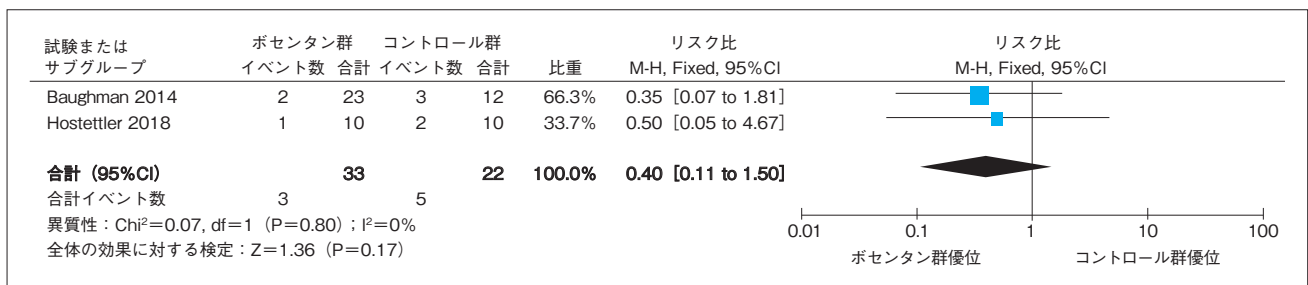 試験または ボセンタン群 コントロール群 リスク比 リスク比
サブグループ イベント数 合計 イベント数 合計 比重 M-H, Fixed, 95%CI M-H, Fixed, 95%CI
Baughman 2014 2 23 3 12 66.3% 0.35 [0.07 to 1.81]
Hostettler 2018 1 10 2 10 33.7% 0.50 [0.05 to 4.67]
合計（95%CI） 33 22 100.0% 0.40 [0.11 to 1.50]
合計イベント数 3 5
異質性：Chi²＝0.07, df＝1（P＝0.80）；I²＝0%
全体の効果に対する検定：Z＝1.36（P＝0.17）
0.01 0.1 1 10 100
ボセンタン群優位 コントロール群優位